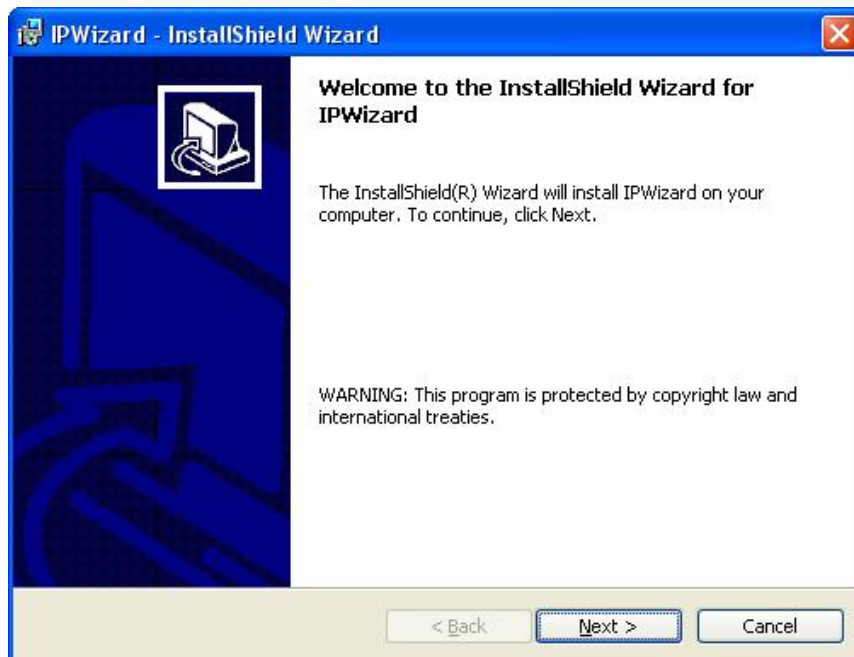 IPWizard - InstallShield Wizard
Welcome to the InstallShield Wizard for
IPWizard
The InstallShield(R) Wizard will install IPWizard on your
computer. To continue, click Next.
WARNING: This program is protected by copyright law and
international treaties.
< Back
Next >
Cancel